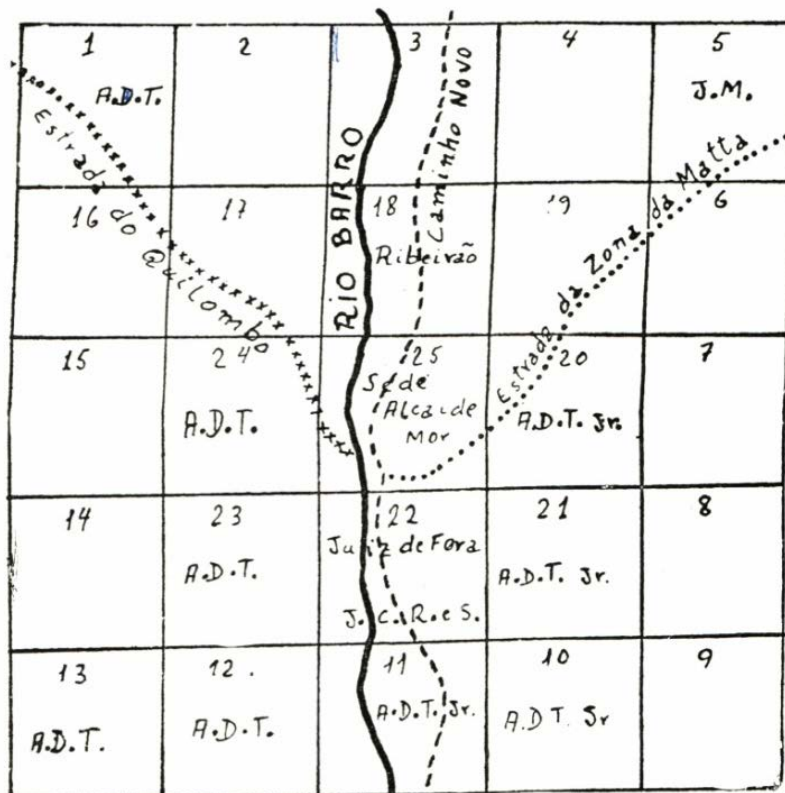 1 2 3 4 5
A.D.T. J.M.
Estrada do Quilombo
RIO BARRO
Caminho Novo
Estrada da Zona da Matta
16 17 18 19 6
Ribeirão
15 24 25 20 7
Séde
A.D.T. Alcaide A.D.T. Jr.
Mor
14 23 22 21 8
Juiz de Fora
A.D.T. A.D.T. Jr.
J.C.R. e S.
13 12. 11 10 9
A.D.T. A.D.T. A.D.T. Jr. A.D T. Jr